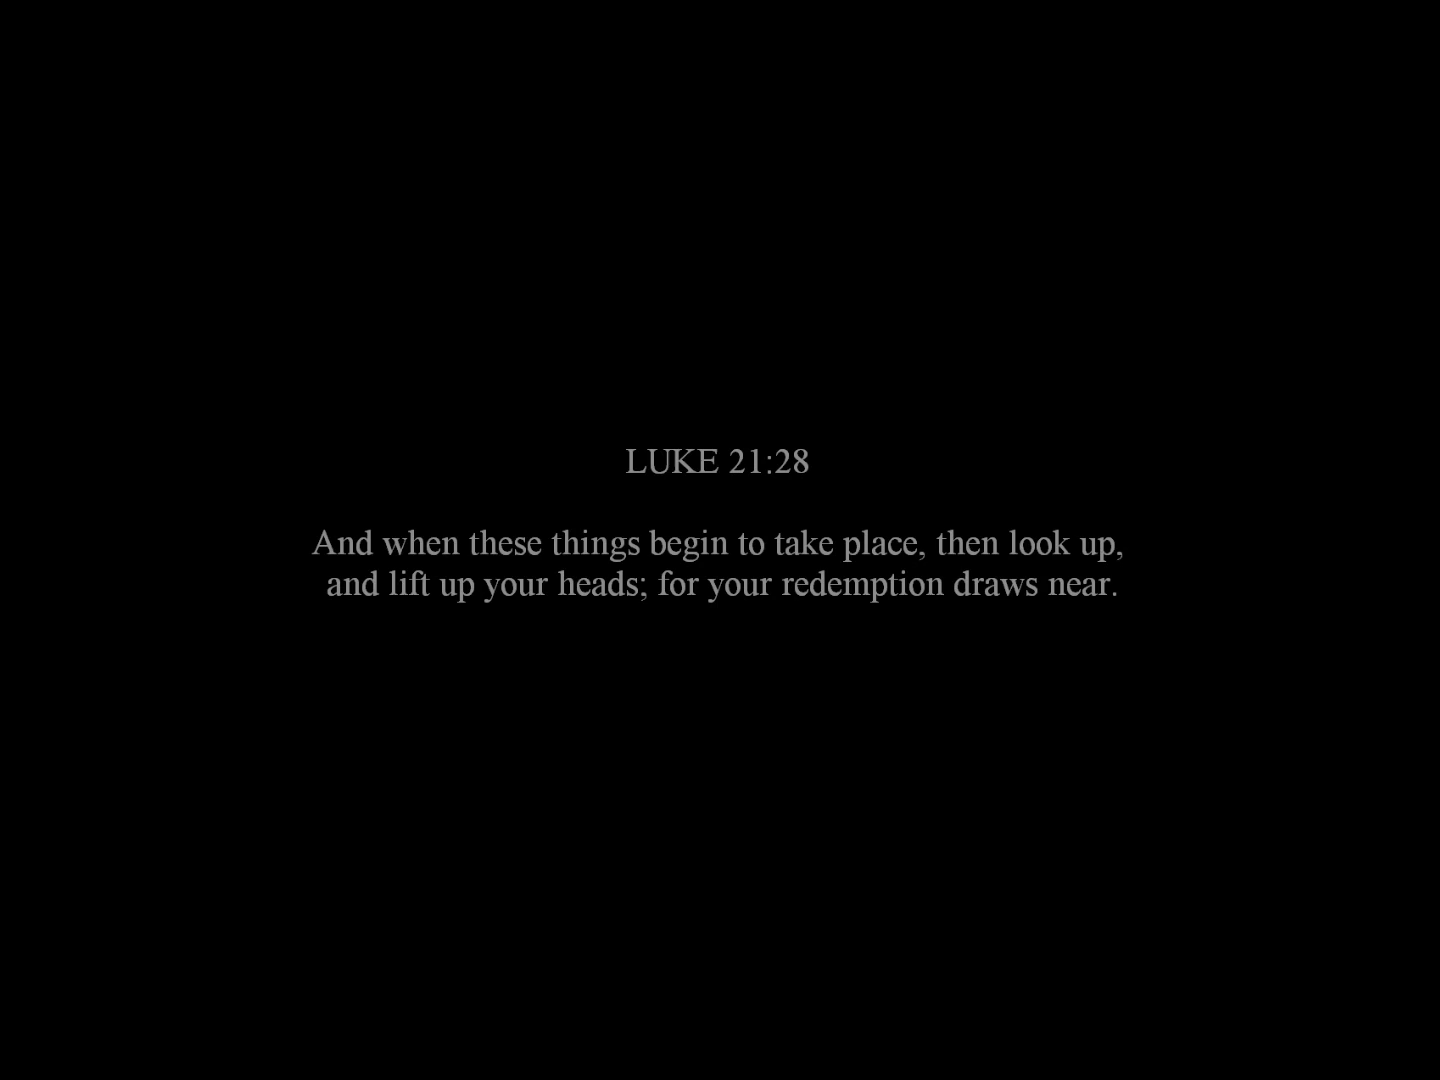 LUKE 21:28
And when these things begin to take place, then look up,
and lift up your heads; for your redemption draws near.